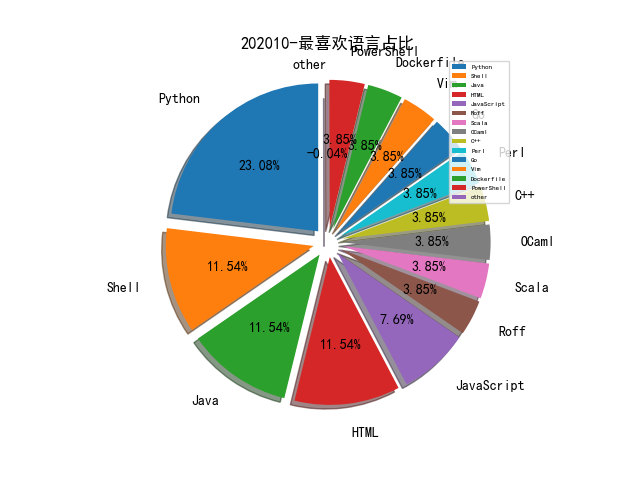 202010-最喜欢语言占比
other
PowerShell
Dockerfile
Vim
Go
Perl
C++
OCaml
Scala
Roff
JavaScript
HTML
Java
Shell
Python
23.08%
11.54%
11.54%
11.54%
7.69%
3.85%
3.85%
3.85%
3.85%
3.85%
3.85%
3.85%
3.85%
3.85%
-0.04%
Python
Shell
Java
HTML
JavaScript
Roff
Scala
OCaml
C++
Perl
Go
Vim
Dockerfile
PowerShell
other